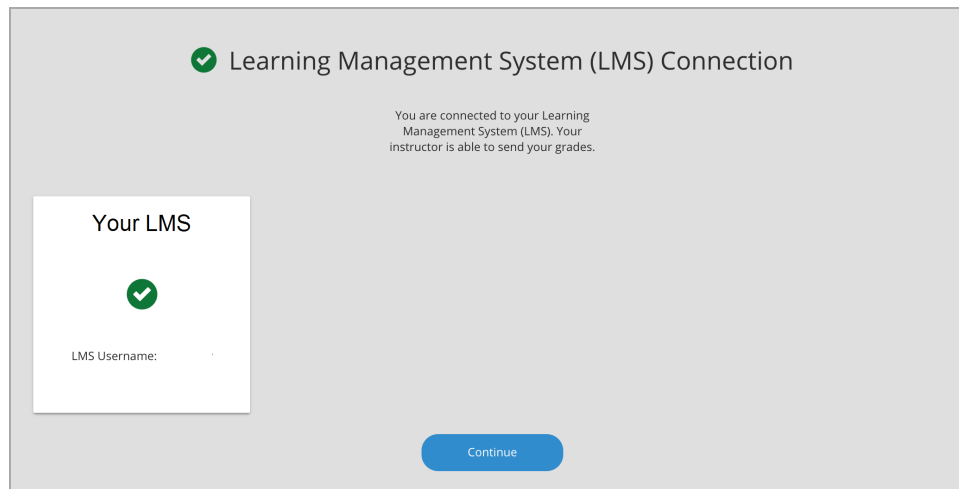 Learning Management System (LMS) Connection
You are connected to your Learning
Management System (LMS). Your
instructor is able to send your grades.
Your LMS
LMS Username:
Continue